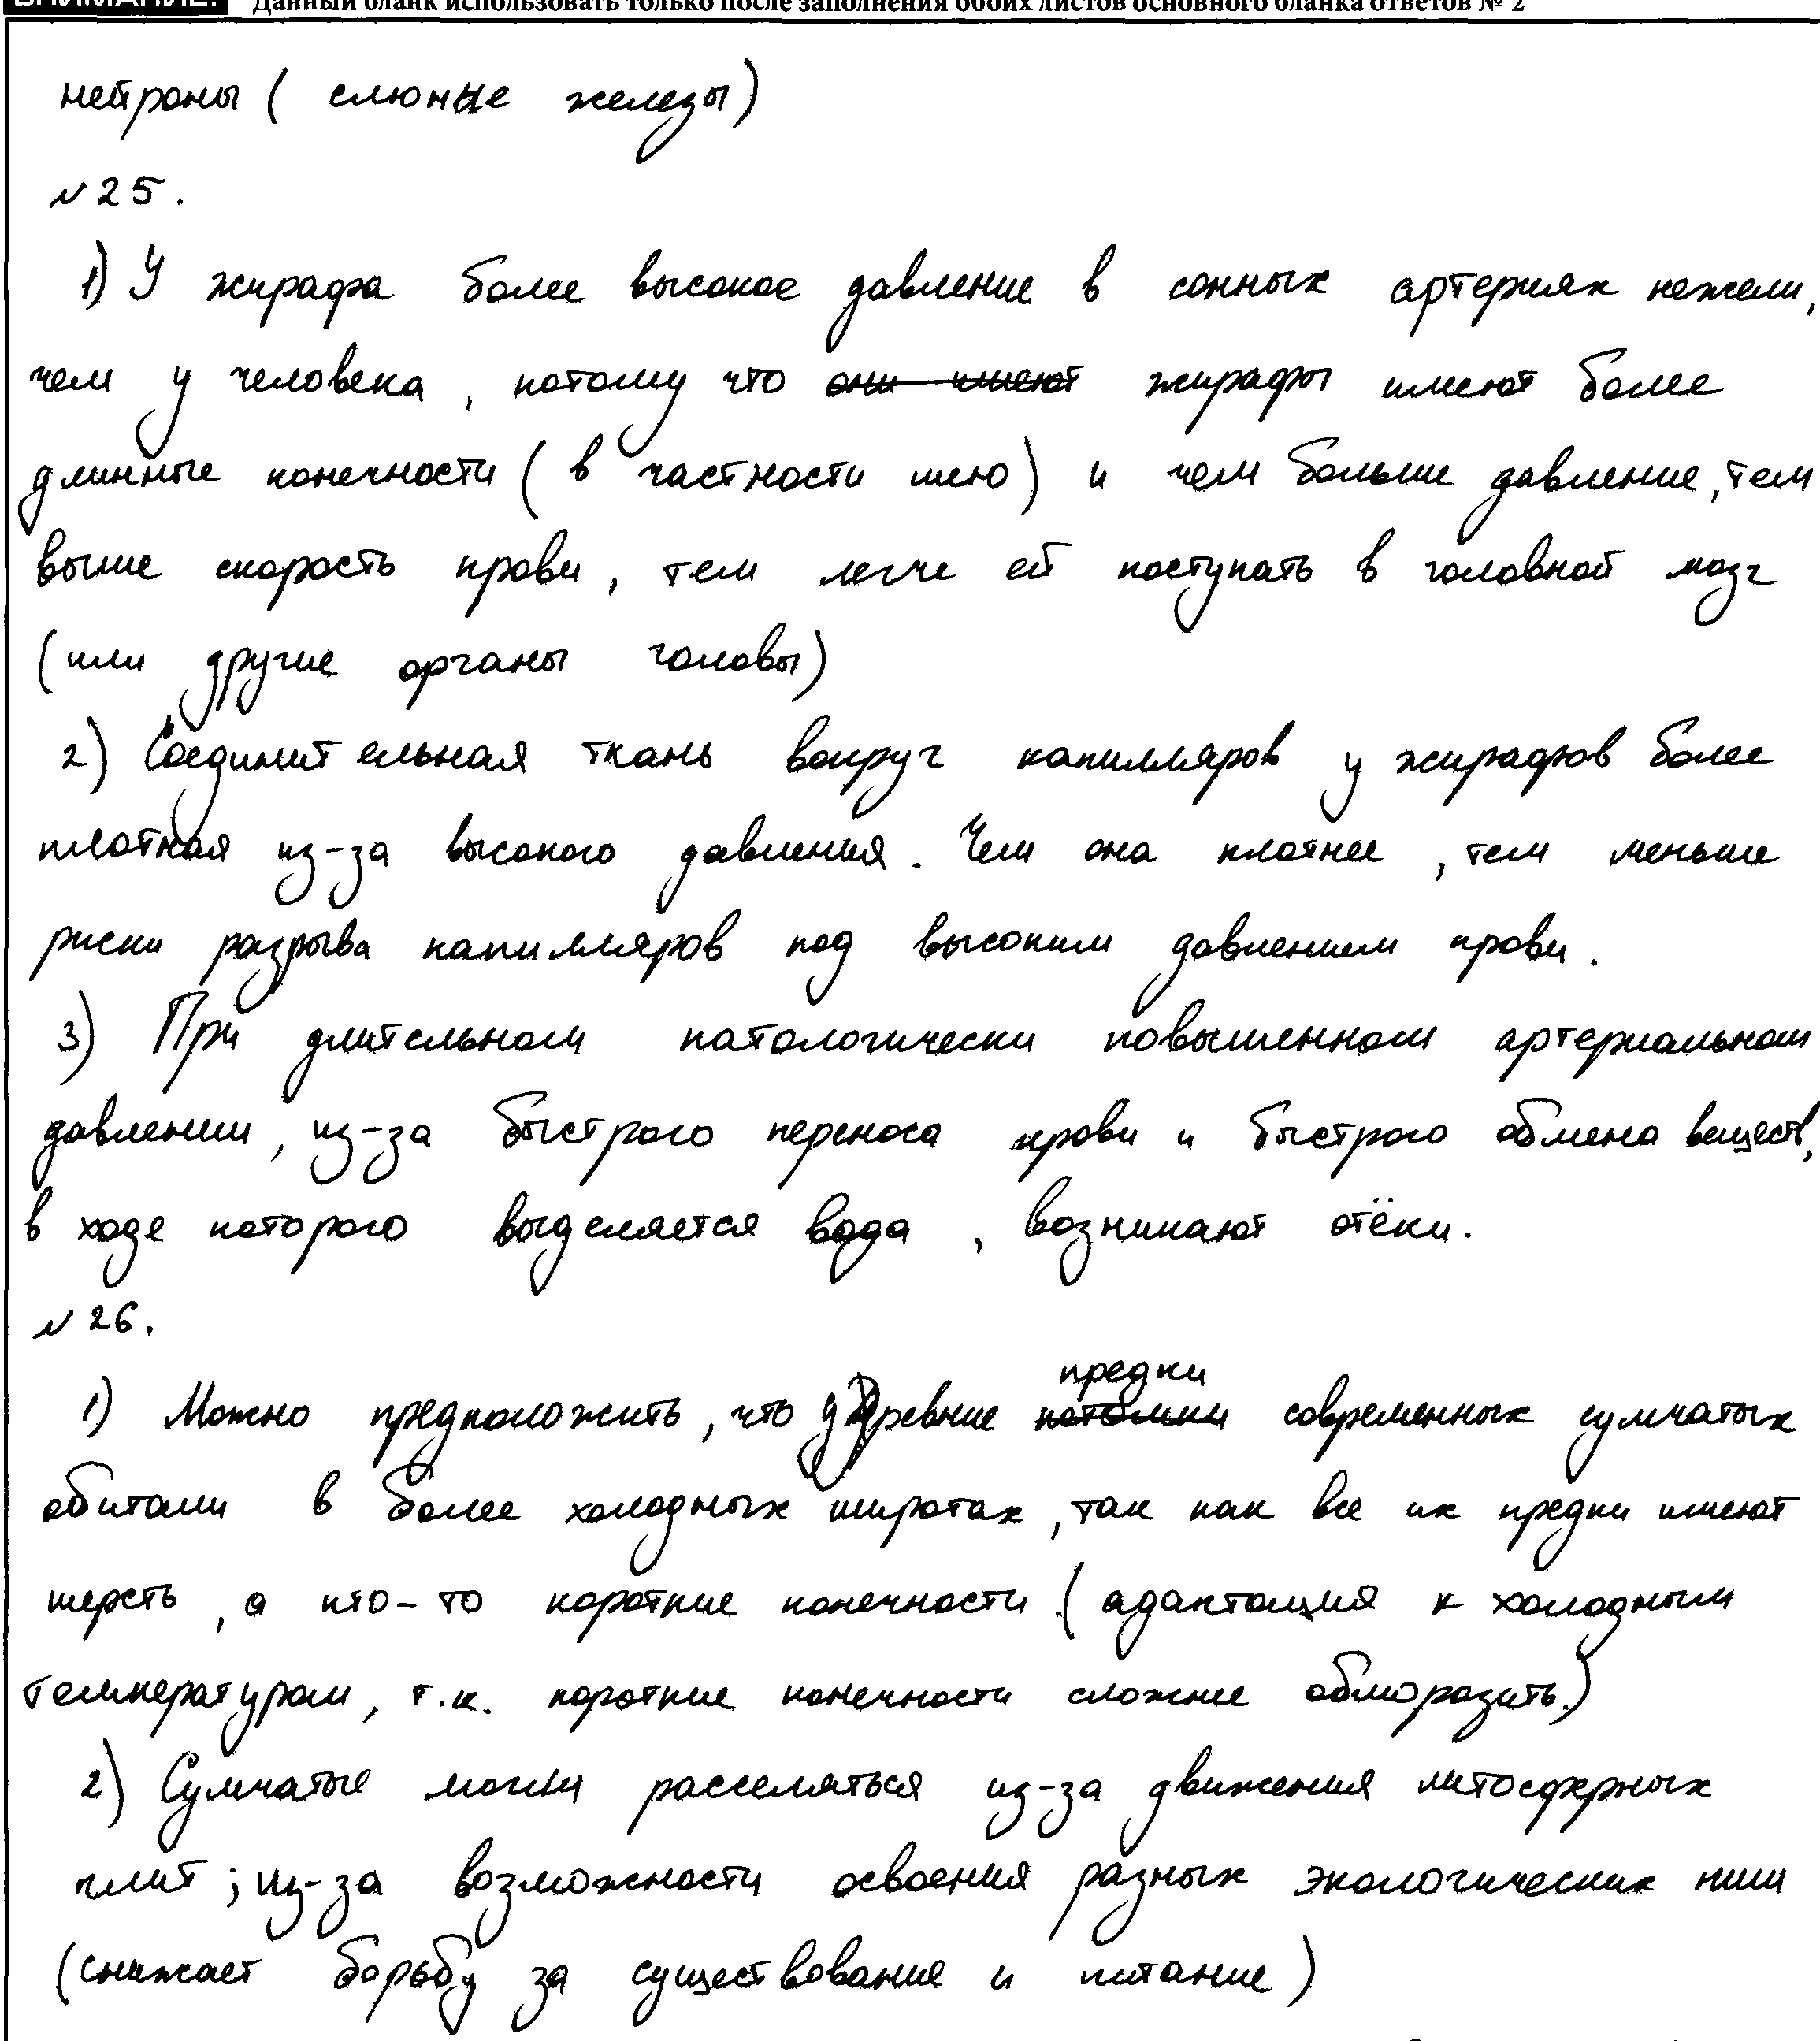 ВНИМАНИЕ! Данный бланк использовать только после заполнения обоих листов основного бланка ответов № 2
нейроны ( слюнные железы)
№25.
1) У жирафа более высокое давление в сонных артериях нежели,
чем у человека, потому что они имеют жирафы имеют более
длинные конечности ( в частности шею) и чем больше давление, тем
выше скорость крови, тем легче ей поступать в головной мозг
(или другие органы головы)
2) Соединительная ткань вокруг капилляров у жирафов более
плотная из-за высокого давления. Чем она плотнее, тем меньше
риски разрыва капилляров под высоким давлением крови.
3) При длительном патологически повышенном артериальном
давлении, из-за быстрого переноса крови и быстрого обмена веществ,
в ходе которого выделяется вода, возникают отёки.
№26.
1) Можно предположить, что древние потомки предки современных сумчатых
обитали в более холодных широтах, так как все их предки имеют
шерсть, а кто-то короткие конечности (адаптация к холодным
температурам, т.к. короткие конечности сложнее обморозить.)
2) Сумчатые могли расселяться из-за движения литосферных
плит; из-за возможности освоения разных экологических ниш
(снижает борьбу за существование и питание)